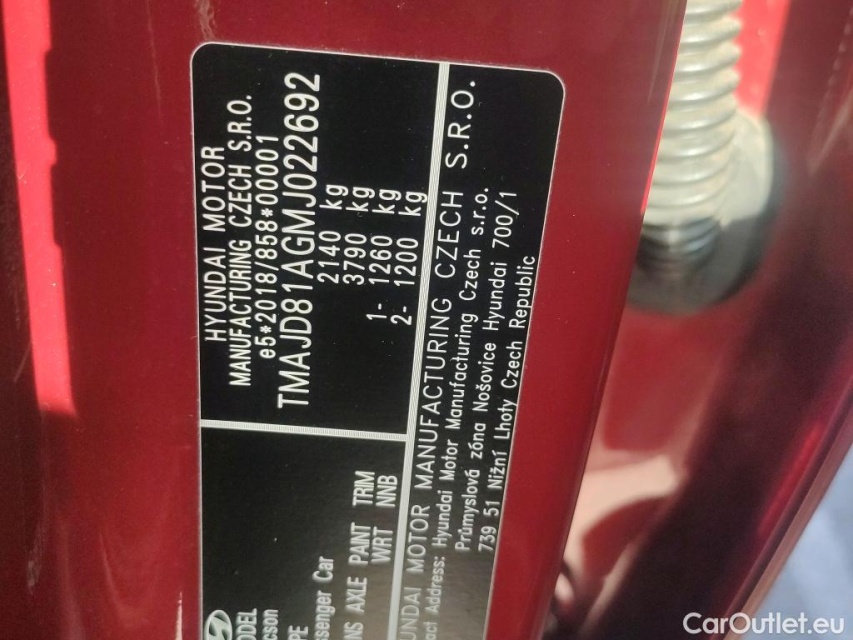 HYUNDAI MOTOR
MANUFACTURING CZECH S.R.O.
e5*2018/858*00001
TMAJD81AGMJ022692
2140 kg
3790 kg
1- 1260 kg
2- 1200 kg
PAINT TRIM
WRT NNB
AXLE
Car
MOTOR MANUFACTURING CZECH S.R.O.
Address: Hyundai Motor Manufacturing Czech s.r.o.
Průmyslová zóna Nošovice Hyundai 700/1
739 51 Nižní Lhoty Czech Republic
CarOutlet.eu